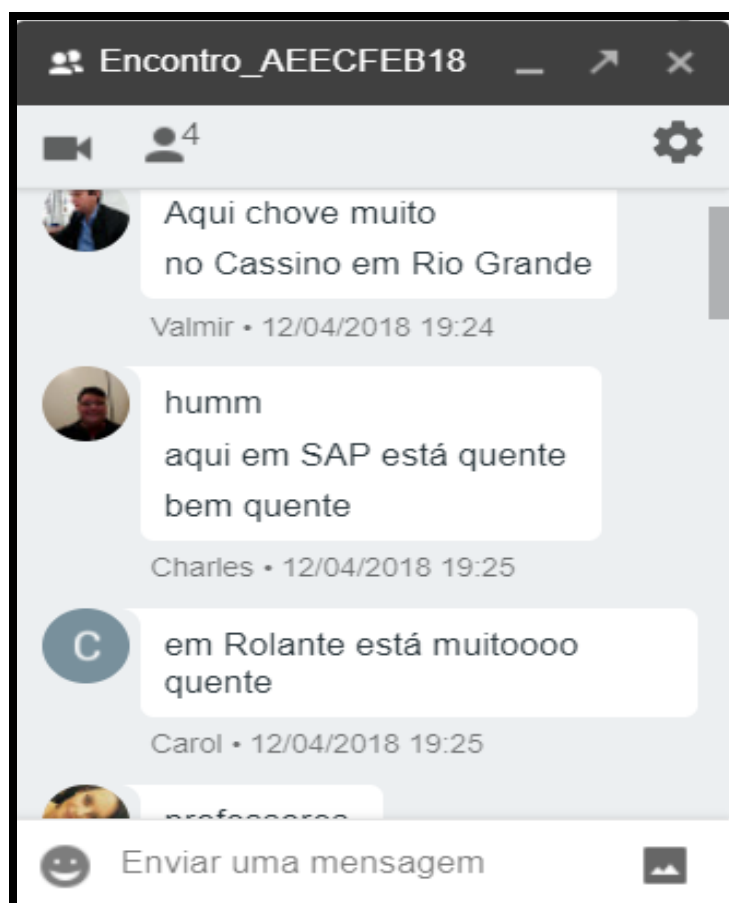 Encontro_AEECFEB18
4
Aqui chove muito
no Cassino em Rio Grande
Valmir • 12/04/2018 19:24
humm
aqui em SAP está quente
bem quente
Charles • 12/04/2018 19:25
C
em Rolante está muitoooo
quente
Carol • 12/04/2018 19:25
Enviar uma mensagem